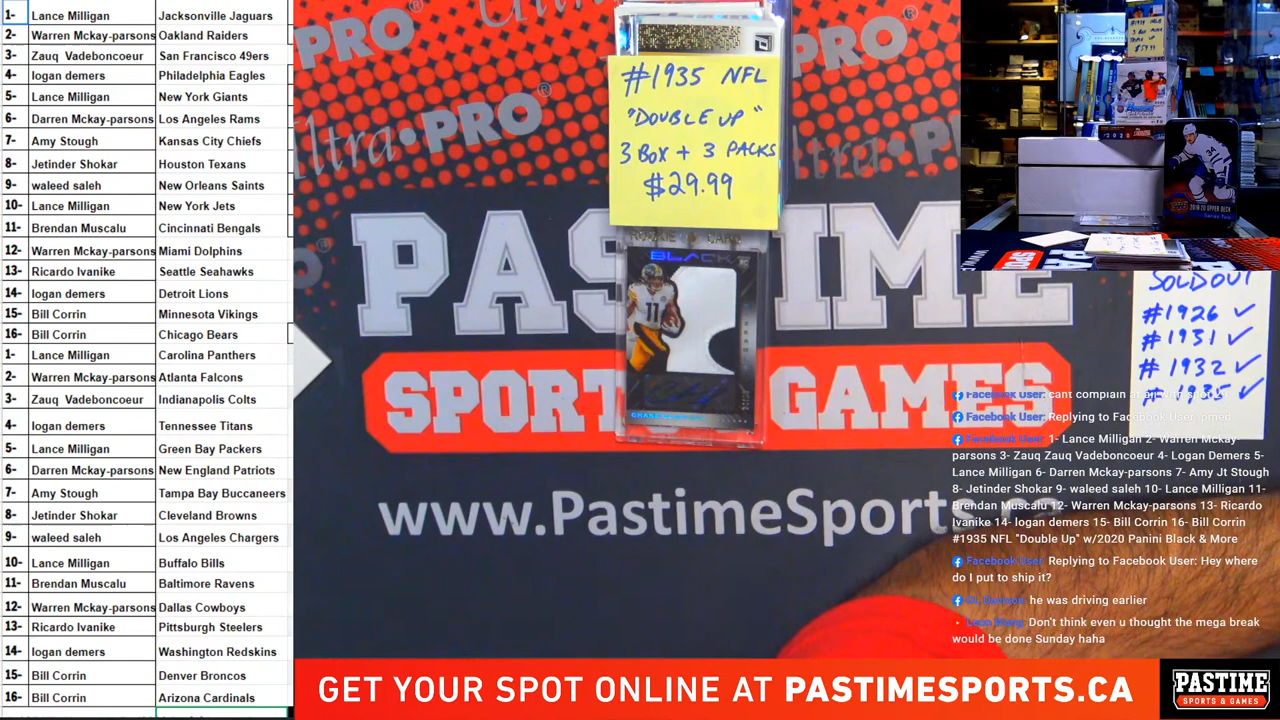 1- Lance Milligan Jacksonville Jaguars
2- Warren Mckay-parsons Oakland Raiders
3- Zauq Vadeboncoeur San Francisco 49ers
4- logan demers Philadelphia Eagles
5- Lance Milligan New York Giants
6- Darren Mckay-parsons Los Angeles Rams
7- Amy Stough Kansas City Chiefs
8- Jetinder Shokar Houston Texans
9- waleed saleh New Orleans Saints
10- Lance Milligan New York Jets
11- Brendan Muscalu Cincinnati Bengals
12- Warren Mckay-parsons Miami Dolphins
13- Ricardo Ivanike Seattle Seahawks
14- logan demers Detroit Lions
15- Bill Corrin Minnesota Vikings
16- Bill Corrin Chicago Bears
1- Lance Milligan Carolina Panthers
2- Warren Mckay-parsons Atlanta Falcons
3- Zauq Vadeboncoeur Indianapolis Colts
4- logan demers Tennessee Titans
5- Lance Milligan Green Bay Packers
6- Darren Mckay-parsons New England Patriots
7- Amy Stough Tampa Bay Buccaneers
8- Jetinder Shokar Cleveland Browns
9- waleed saleh Los Angeles Chargers
10- Lance Milligan Buffalo Bills
11- Brendan Muscalu Baltimore Ravens
12- Warren Mckay-parsons Dallas Cowboys
13- Ricardo Ivanike Pittsburgh Steelers
14- logan demers Washington Redskins
15- Bill Corrin Denver Broncos
16- Bill Corrin Arizona Cardinals
#1935 NFL
"DOUBLE UP"
3 BOX + 3 PACKS
$29.99
ROOKIE CARD
BLACK
11
PRO
Ultra PRO
PRO
PASTIME
SPORTS GAMES
www.PastimeSports.ca
34
SOLD OUT
#1926 ✓
#1931 ✓
#1932 ✓
#1935 ✓
Facebook User: cant complain at all with
Facebook User: Replying to Facebook User: pmed
Facebook User: 1- Lance Milligan 2- Warren Mckay-
parsons 3- Zauq Zauq Vadeboncoeur 4- Logan Demers 5-
Lance Milligan 6- Darren Mckay-parsons 7- Amy Jt Stough
8- Jetinder Shokar 9- waleed saleh 10- Lance Milligan 11-
Brendan Muscalu 12- Warren Mckay-parsons 13- Ricardo
Ivanike 14- logan demers 15- Bill Corrin 16- Bill Corrin
#1935 NFL "Double Up" w/2020 Panini Black & More
Facebook User: Replying to Facebook User: Hey where
do I put to ship it?
he was driving earlier
Don't think even u thought the mega break
would be done Sunday haha
GET YOUR SPOT ONLINE AT PASTIMESPORTS.CA
PASTIME
SPORTS & GAMES